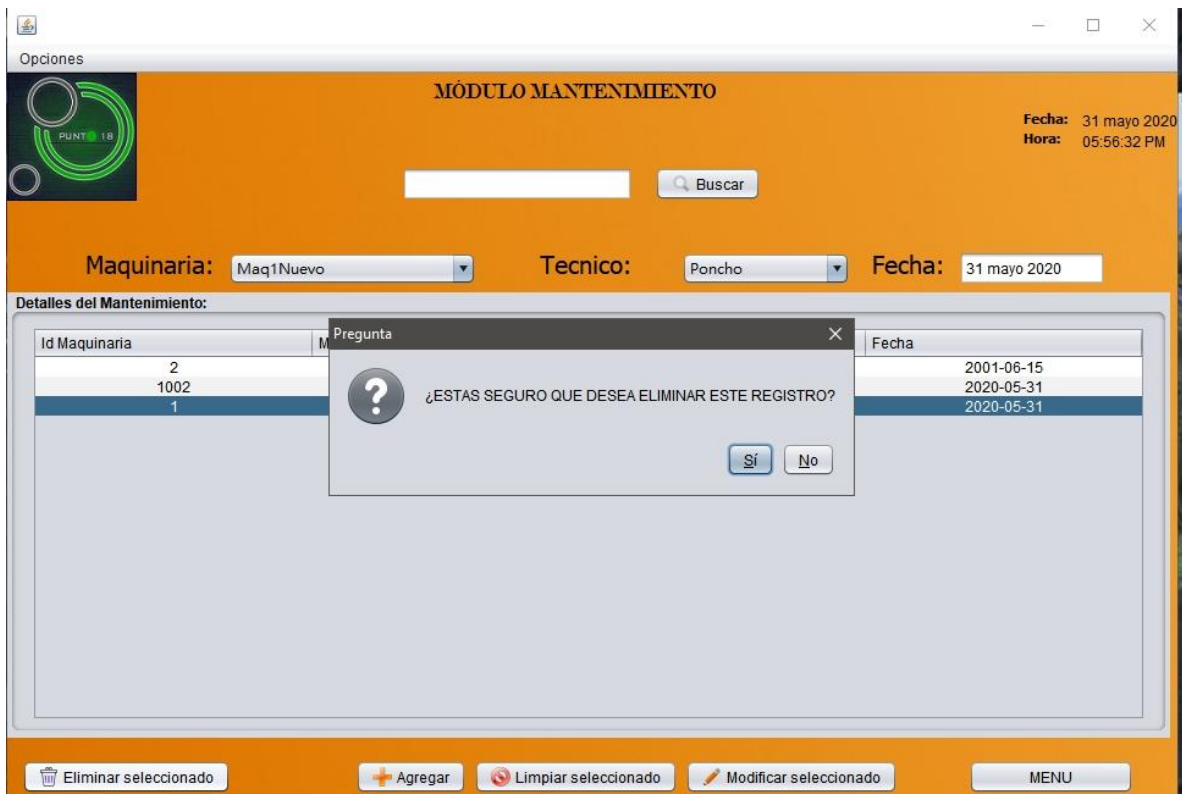 Opciones
MÓDULO MANTENIMIENTO
PUNTO 18
Fecha: 31 mayo 2020
Hora: 05:56:32 PM
Buscar
Maquinaria: Maq1Nuevo Tecnico: Poncho Fecha: 31 mayo 2020
Detalles del Mantenimiento:
Id Maquinaria M Fecha
2 2001-06-15
1002 2020-05-31
1 2020-05-31
Pregunta
¿ESTAS SEGURO QUE DESEA ELIMINAR ESTE REGISTRO?
Sí No
Eliminar seleccionado Agregar Limpiar seleccionado Modificar seleccionado MENU